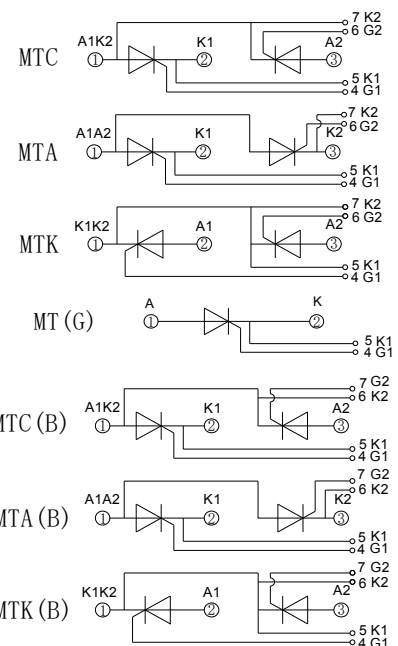 7 K2
6 G2
A1K2 K1 A2
MTC ① ② ③
5 K1
4 G1
7 K2
6 G2
A1A2 K1 K2
MTA ① ② ③
5 K1
4 G1
7 K2
6 G2
K1K2 A1 A2
MTK ① ② ③
5 K1
4 G1
A K
MT(G) ① ②
5 K1
4 G1
7 G2
6 K2
A1K2 K1 A2
MTC(B) ① ② ③
5 K1
4 G1
7 G2
6 K2
A1A2 K1 K2
MTA(B) ① ② ③
5 K1
4 G1
7 G2
6 K2
K1K2 A1 A2
MTK(B) ① ② ③
5 K1
4 G1